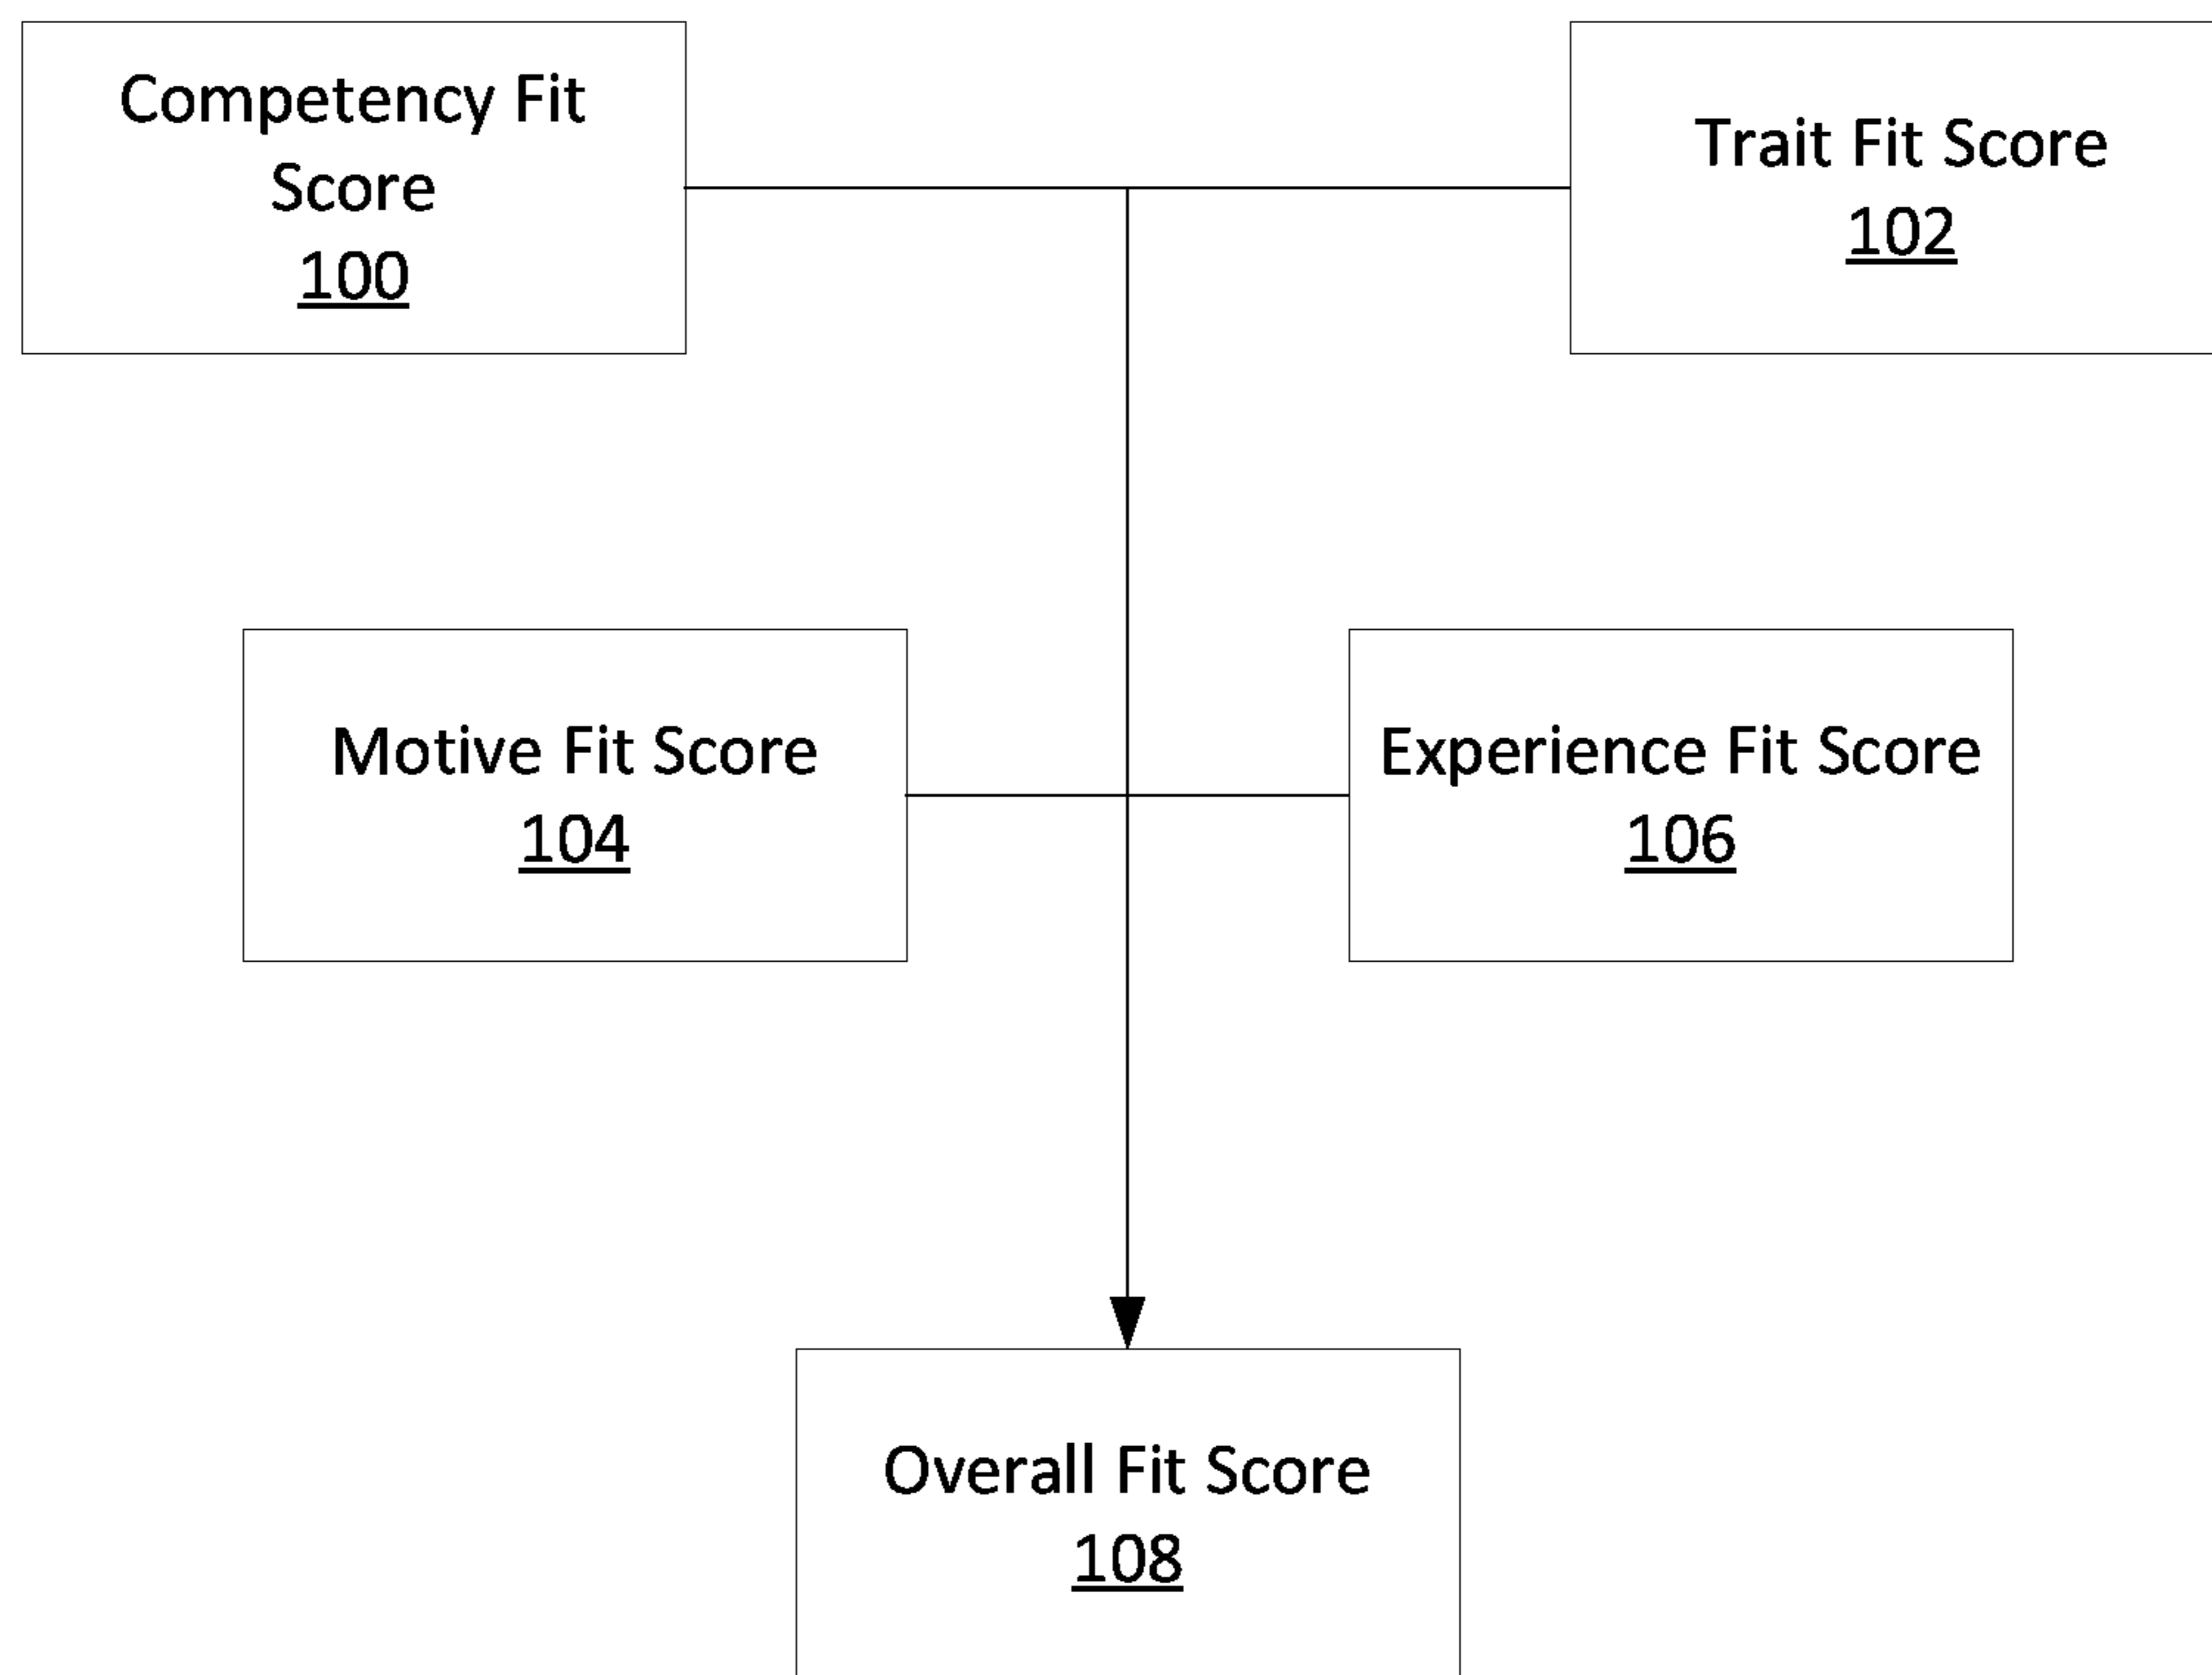 Competency Fit
Score
100
Trait Fit Score
102
Motive Fit Score
104
Experience Fit Score
106
Overall Fit Score
108